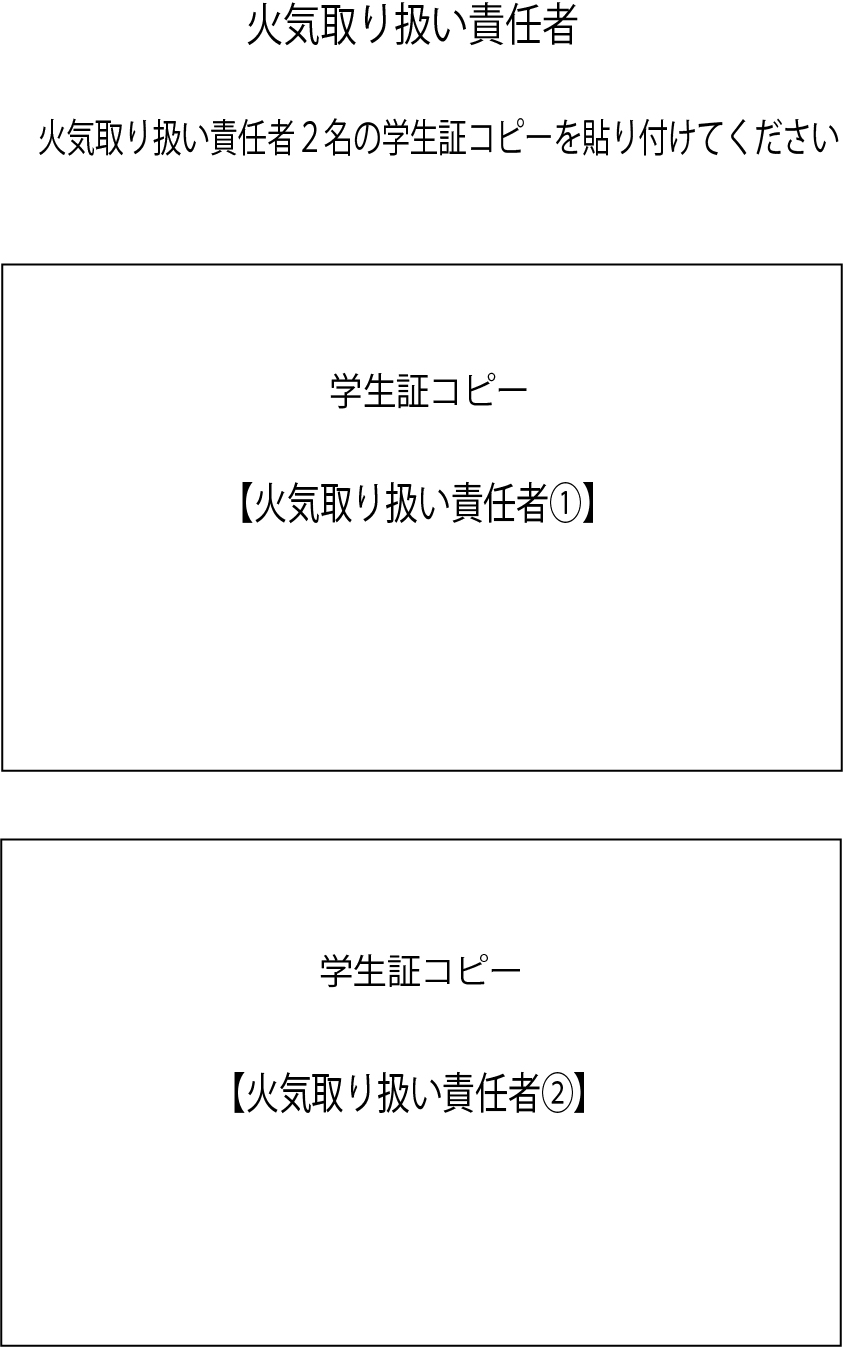 火気取り扱い責任者
火気取り扱い責任者２名の学生証コピーを貼り付けてください
学生証コピー
【火気取り扱い責任者①】
学生証コピー
【火気取り扱い責任者②】